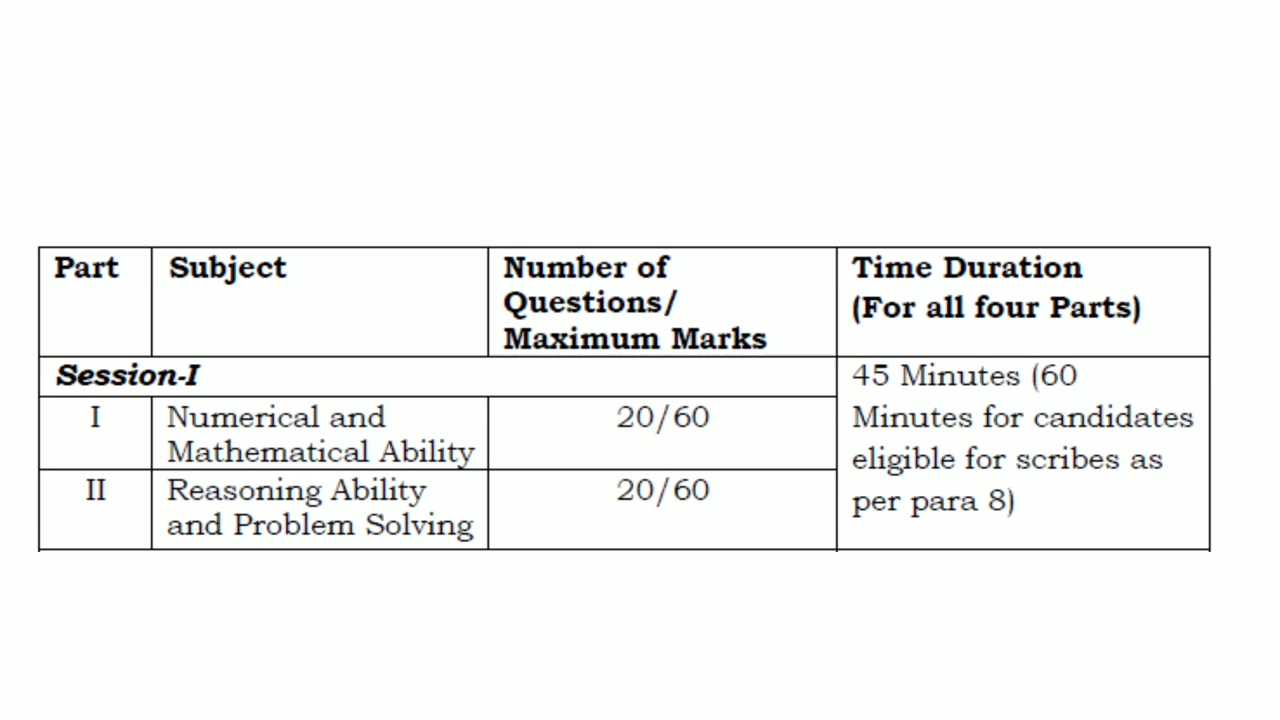 Part Subject Number of Questions/ Maximum Marks Time Duration (For all four Parts)
Session-I
I Numerical and Mathematical Ability 20/60
II Reasoning Ability and Problem Solving 20/60
45 Minutes (60
Minutes for candidates
eligible for scribes as
per para 8)